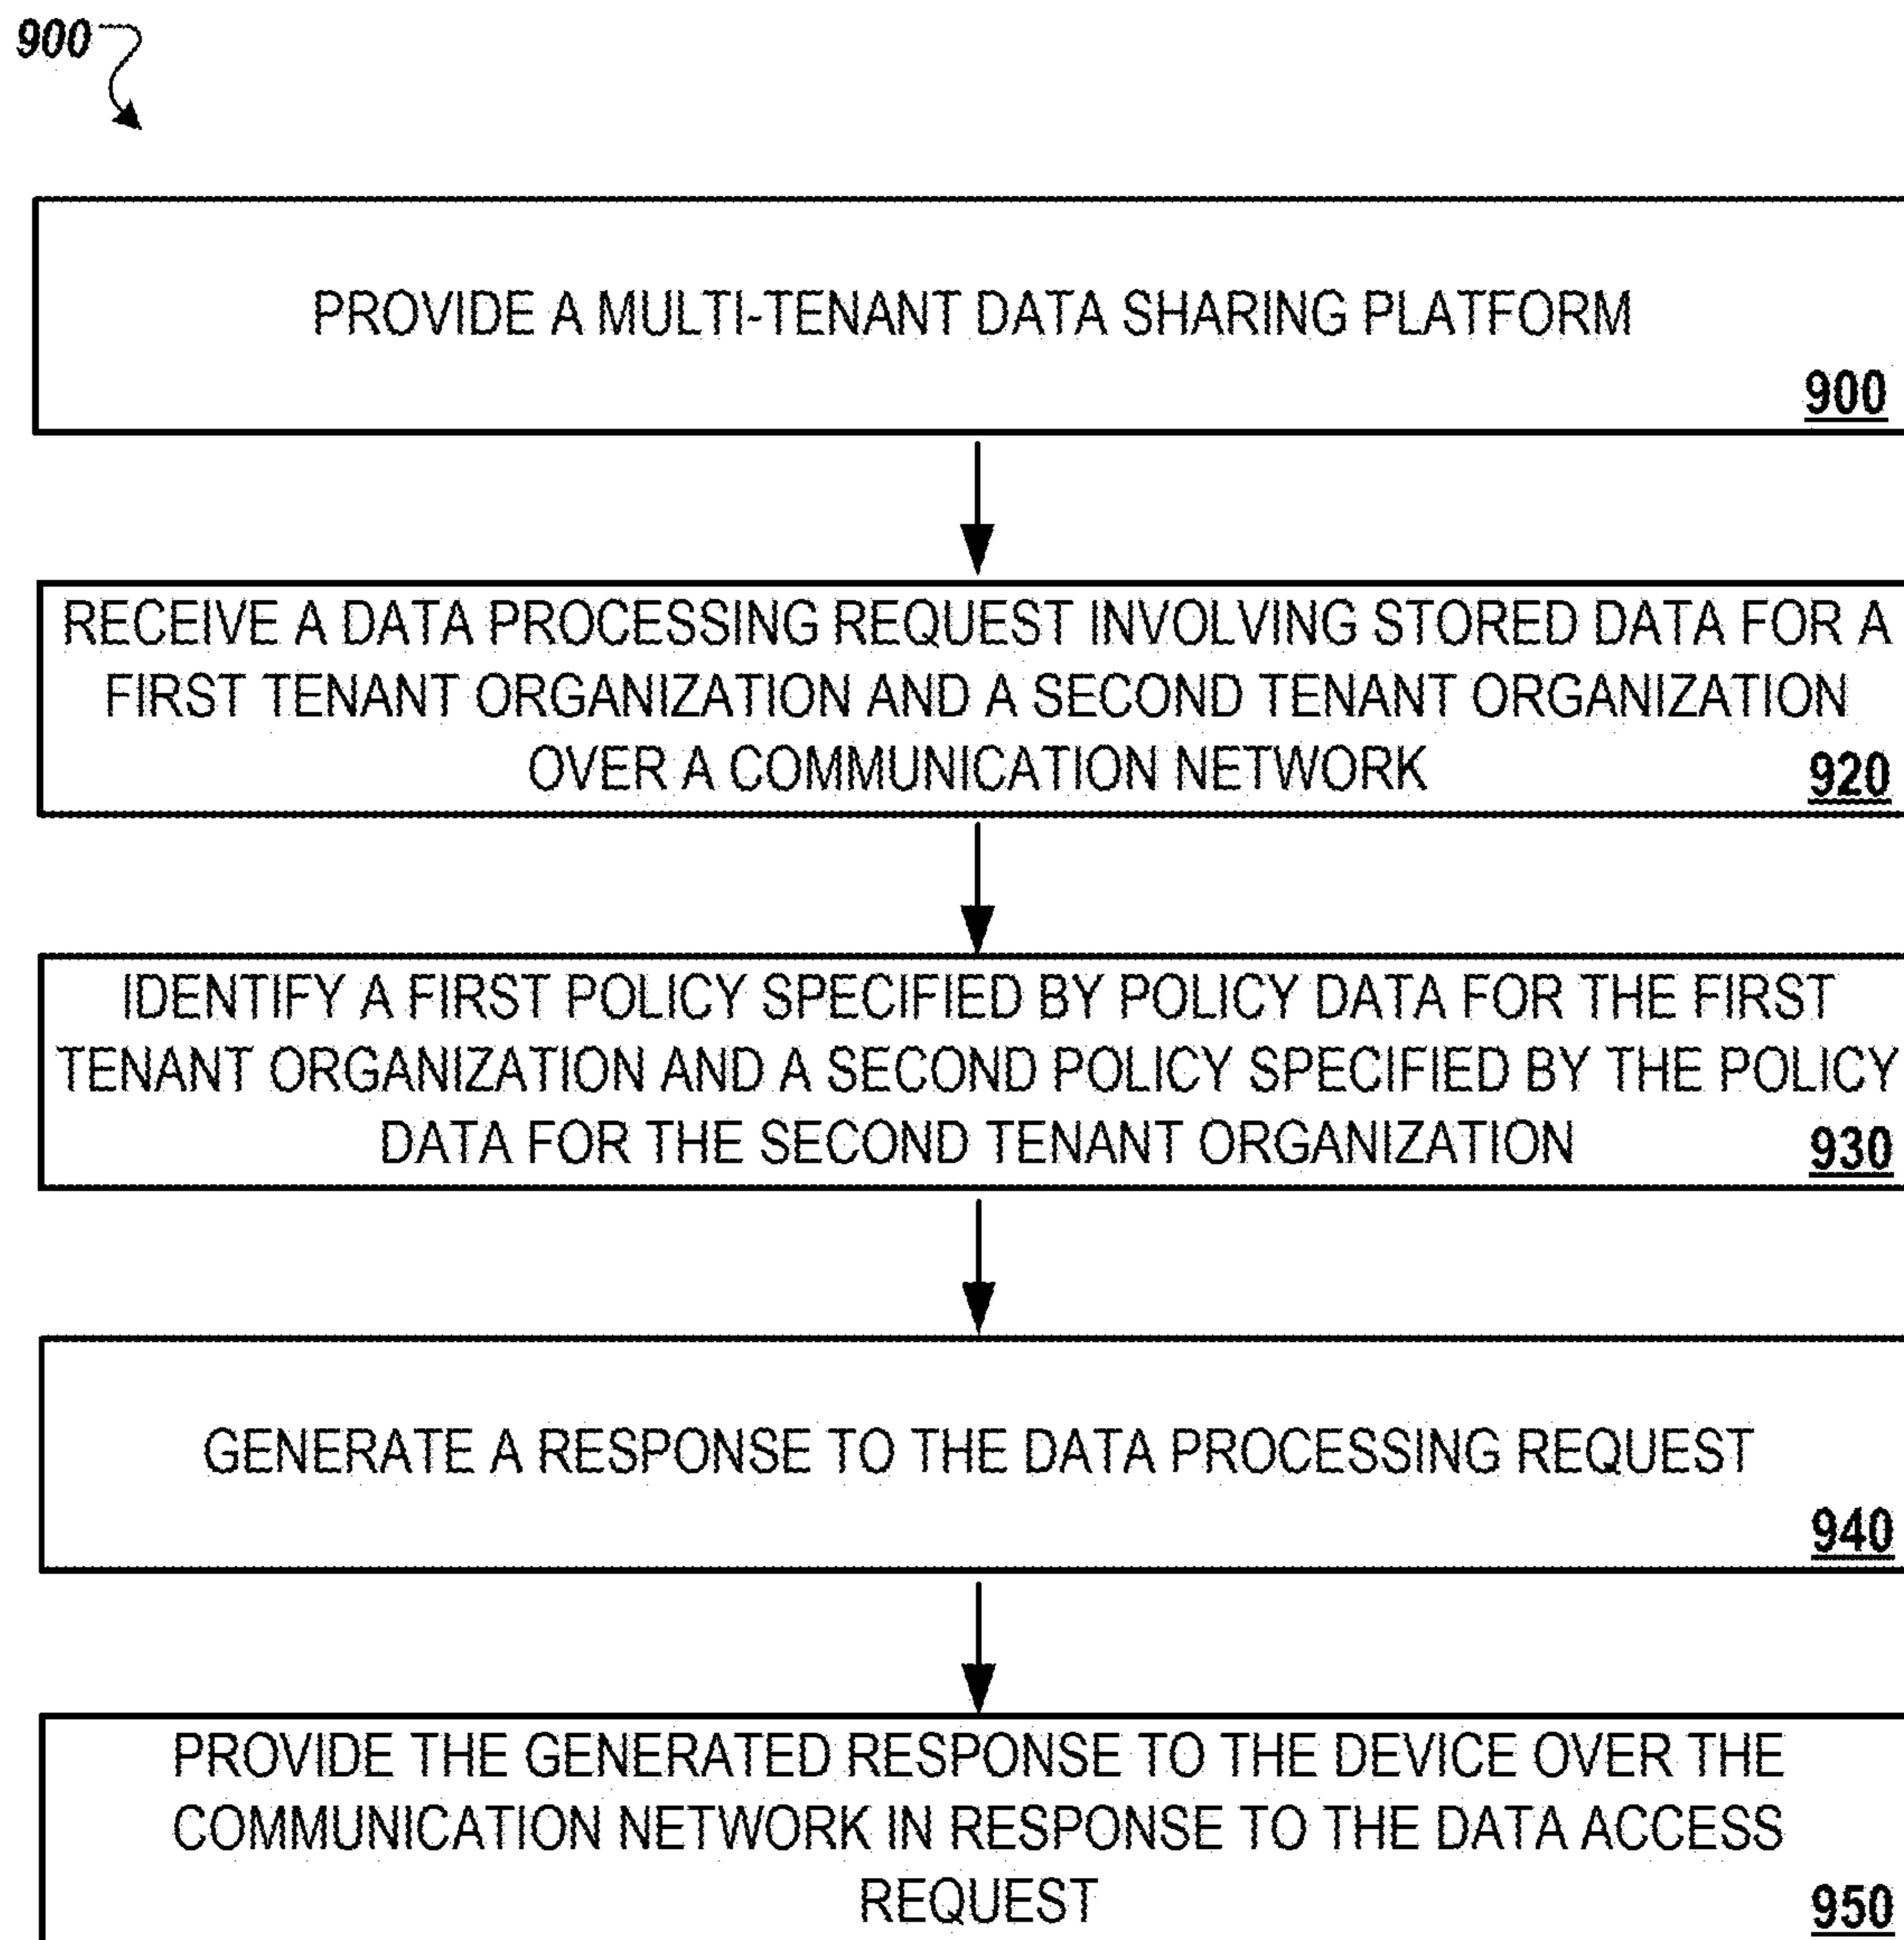 900
PROVIDE A MULTI-TENANT DATA SHARING PLATFORM
900
RECEIVE A DATA PROCESSING REQUEST INVOLVING STORED DATA FOR A
FIRST TENANT ORGANIZATION AND A SECOND TENANT ORGANIZATION
OVER A COMMUNICATION NETWORK
920
IDENTIFY A FIRST POLICY SPECIFIED BY POLICY DATA FOR THE FIRST
TENANT ORGANIZATION AND A SECOND POLICY SPECIFIED BY THE POLICY
DATA FOR THE SECOND TENANT ORGANIZATION
930
GENERATE A RESPONSE TO THE DATA PROCESSING REQUEST
940
PROVIDE THE GENERATED RESPONSE TO THE DEVICE OVER THE
COMMUNICATION NETWORK IN RESPONSE TO THE DATA ACCESS
REQUEST
950